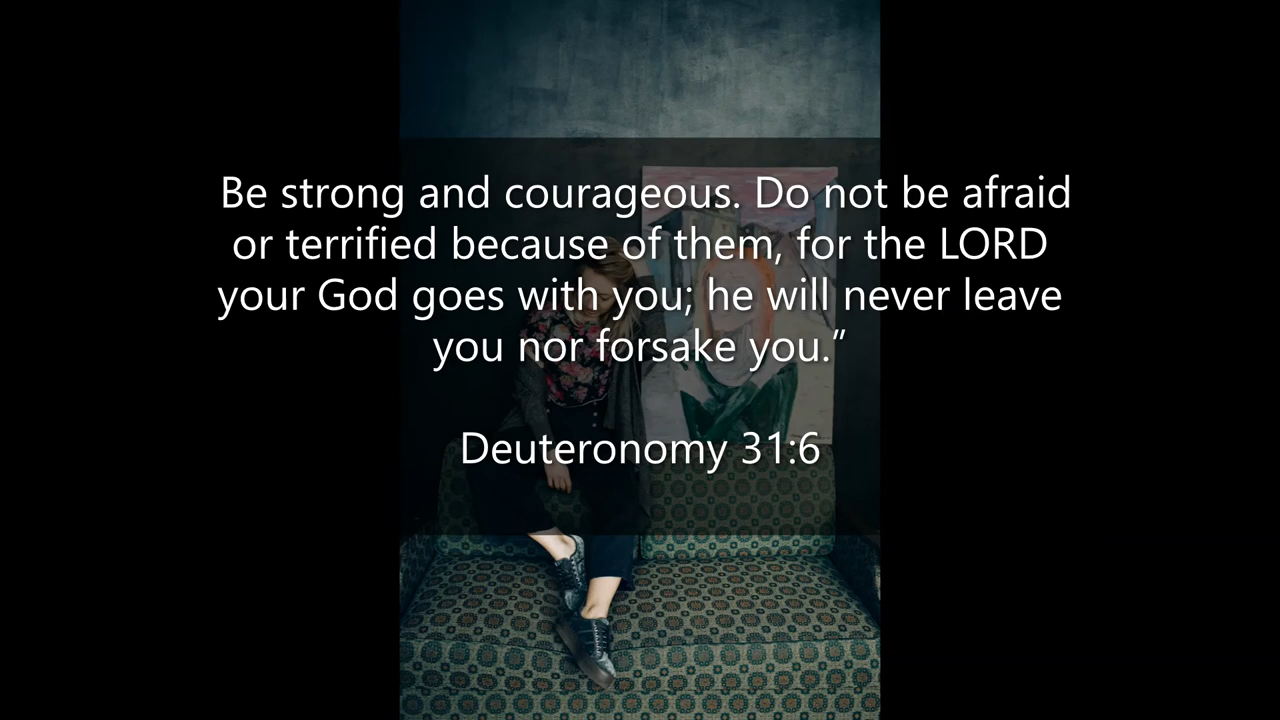 Be strong and courageous. Do not be afraid
or terrified because of them, for the LORD
your God goes with you; he will never leave
you nor forsake you.”
Deuteronomy 31:6